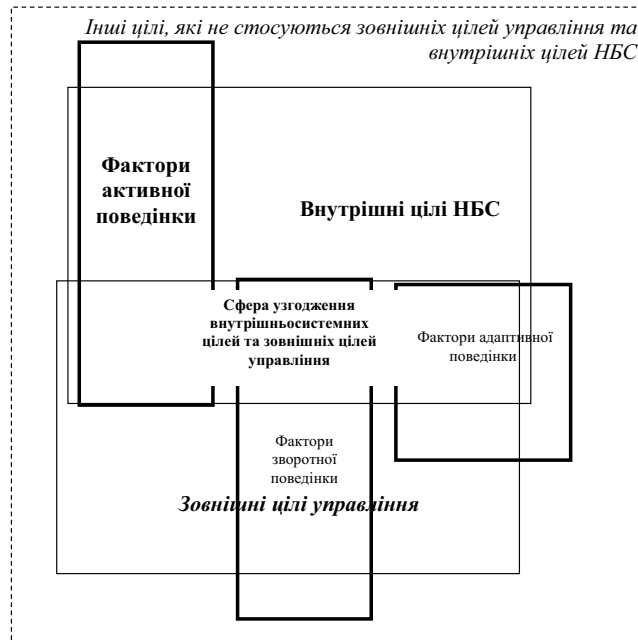 Інші цілі, які не стосуються зовнішніх цілей управління та
внутрішніх цілей НБС
Фактори
активної
поведінки
Внутрішні цілі НБС
Сфера узгодження
внутрішньосистемних
цілей та зовнішніх цілей
управління
Фактори адаптивної
поведінки
Фактори
зворотної
поведінки
Зовнішні цілі управління